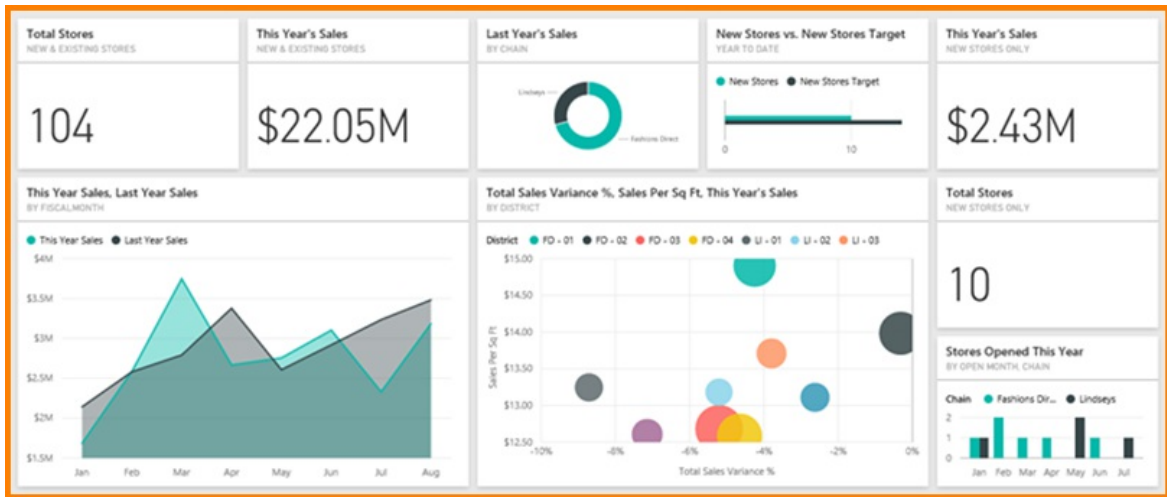 Total Stores
NEW & EXISTING STORES
104
This Year's Sales
NEW & EXISTING STORES
$22.05M
Last Year's Sales
BY CHAIN
Lindseys
Fashions Direct
New Stores vs. New Stores Target
YEAR TO DATE
New Stores New Stores Target
0 10
This Year's Sales
NEW STORES ONLY
$2.43M
This Year Sales, Last Year Sales
BY FISCALMONTH
This Year Sales Last Year Sales
$4M
$3.5M
$3M
$2.5M
$2M
$1.5M
Jan Feb Mar Apr May Jun Jul Aug
Total Sales Variance %, Sales Per Sq Ft, This Year's Sales
BY DISTRICT
District FD - 01 FD - 02 FD - 03 FD - 04 LI - 01 LI - 02 LI - 03
Sales Per Sq Ft
$15.00
$14.50
$14.00
$13.50
$13.00
$12.50
-10% -8% -6% -4% -2% 0%
Total Sales Variance %
Total Stores
NEW STORES ONLY
10
Stores Opened This Year
BY OPEN MONTH, CHAIN
Chain Fashions Dir... Lindseys
2
1
0
Jan Feb Mar Apr May Jun Jul